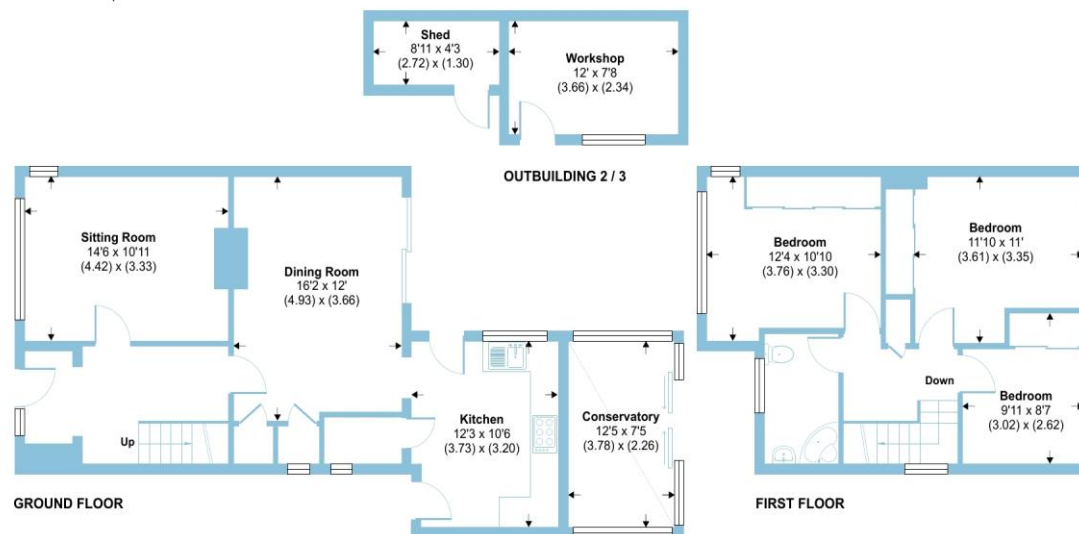 Shed
8'11 x 4'3
(2.72) x (1.30)
Workshop
12' x 7'8
(3.66) x (2.34)
OUTBUILDING 2 / 3
Sitting Room
14'6 x 10'11
(4.42) x (3.33)
Dining Room
16'2 x 12'
(4.93) x (3.66)
Up
Kitchen
12'3 x 10'6
(3.73) x (3.20)
Conservatory
12'5 x 7'5
(3.78) x (2.26)
GROUND FLOOR
Bedroom
12'4 x 10'10
(3.76) x (3.30)
Bedroom
11'10 x 11'
(3.61) x (3.35)
Down
Bedroom
9'11 x 8'7
(3.02) x (2.62)
FIRST FLOOR